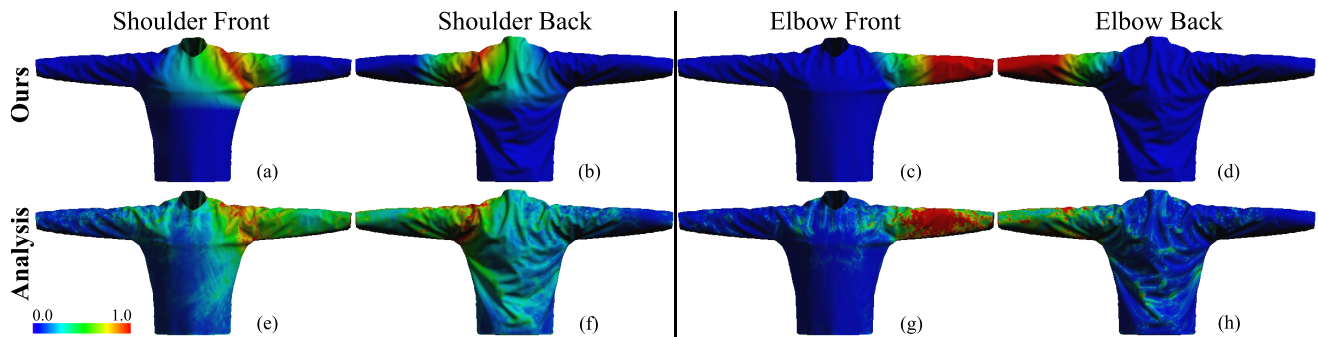 Shoulder Front
Shoulder Back
Elbow Front
Elbow Back
Ours
(a)
(b)
(c)
(d)
Analysis
0.0
1.0
(e)
(f)
(g)
(h)